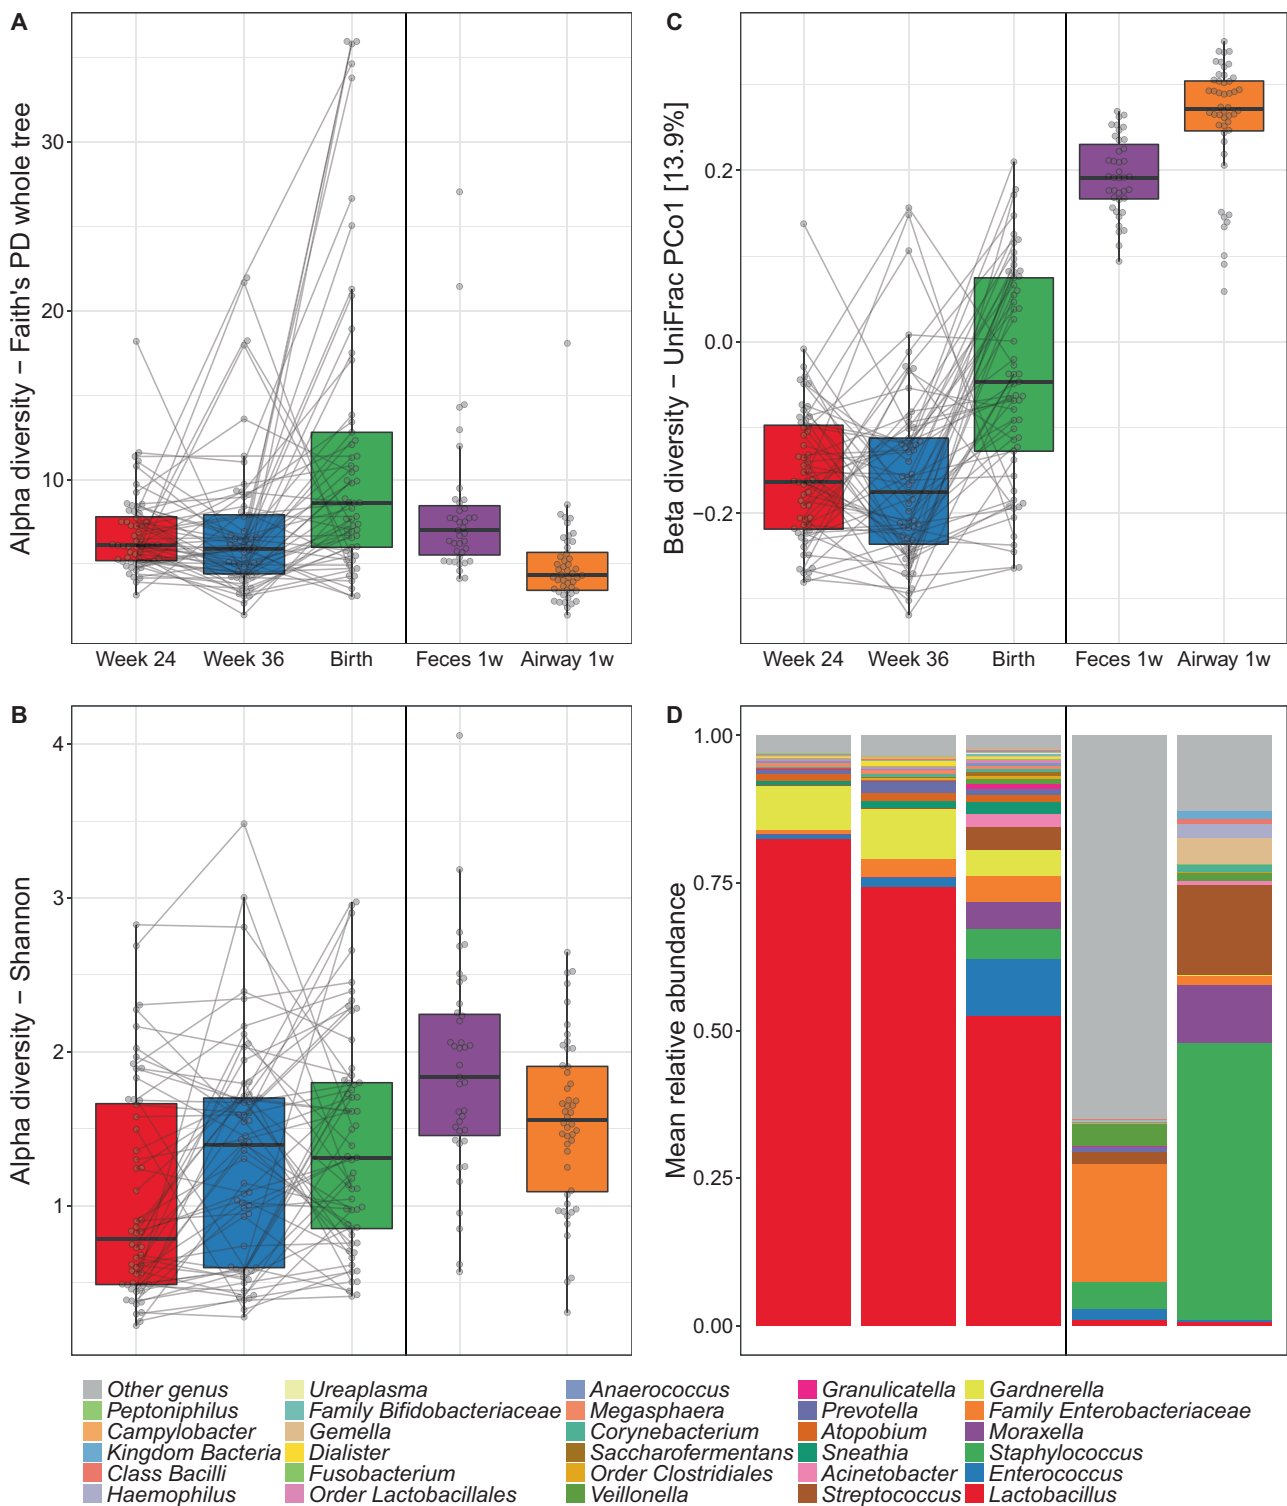 A
Alpha diversity – Faith's PD whole tree
30
20
10
Week 24 Week 36 Birth Feces 1w Airway 1w
C
Beta diversity – UniFrac PCo1 [13.9%]
0.2
0.0
−0.2
Week 24 Week 36 Birth Feces 1w Airway 1w
B
Alpha diversity – Shannon
4
3
2
1
D
Mean relative abundance
1.00
0.75
0.50
0.25
0.00
Other genus Ureaplasma Anaerococcus Granulicatella Gardnerella
Peptoniphilus Family Bifidobacteriaceae Megasphaera Prevotella Family Enterobacteriaceae
Campylobacter Gemella Corynebacterium Atopobium Moraxella
Kingdom Bacteria Dialister Saccharofermentans Sneathia Staphylococcus
Class Bacilli Fusobacterium Order Clostridiales Acinetobacter Enterococcus
Haemophilus Order Lactobacillales Veillonella Streptococcus Lactobacillus